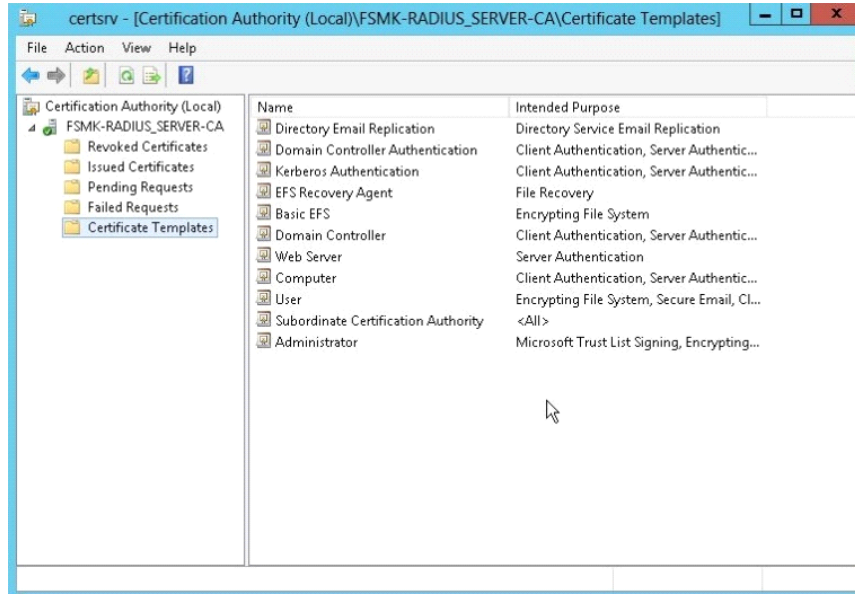 certsrv - [Certification Authority (Local)\FSMK-RADIUS_SERVER-CA\Certificate Templates]
File Action View Help
Certification Authority (Local)
FSMK-RADIUS_SERVER-CA
Revoked Certificates
Issued Certificates
Pending Requests
Failed Requests
Certificate Templates
Name Intended Purpose
Directory Email Replication Directory Service Email Replication
Domain Controller Authentication Client Authentication, Server Authentic...
Kerberos Authentication Client Authentication, Server Authentic...
EFS Recovery Agent File Recovery
Basic EFS Encrypting File System
Domain Controller Client Authentication, Server Authentic...
Web Server Server Authentication
Computer Client Authentication, Server Authentic...
User Encrypting File System, Secure Email, Cl...
Subordinate Certification Authority <All>
Administrator Microsoft Trust List Signing, Encrypting...